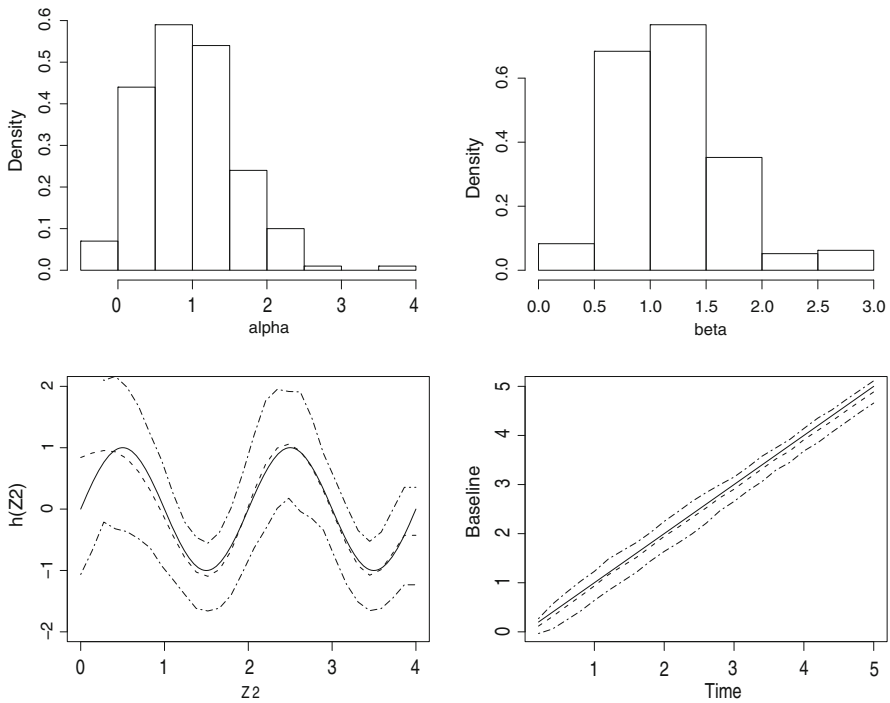 Density
0.0 0.1 0.2 0.3 0.4 0.5 0.6
0 1 2 3 4
alpha
Density
0.0 0.2 0.4 0.6
0.0 0.5 1.0 1.5 2.0 2.5 3.0
beta
h(Z2)
-2 -1 0 1 2
0 1 2 3 4
Z2
Baseline
0 1 2 3 4 5
1 2 3 4 5
Time